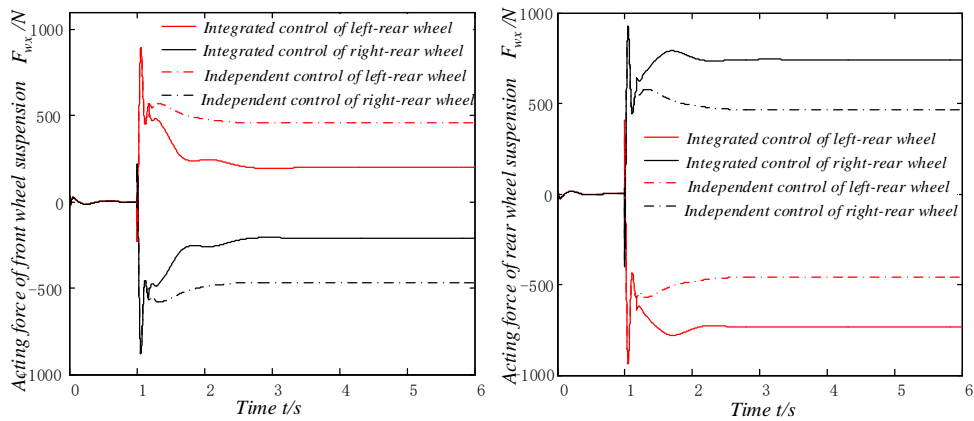 Acting force of front wheel suspension F_wx /N
1000
500
0
-500
1000
Integrated control of left-rear wheel
Integrated control of right-rear wheel
Independent control of left-rear wheel
Independent control of right-rear wheel
0 1 2 3 4 5 6
Time t/s
Acting force of rear wheel suspension F_wx /N
1000
500
0
-500
1000
Integrated control of left-rear wheel
Integrated control of right-rear wheel
Independent control of left-rear wheel
Independent control of right-rear wheel
0 1 2 3 4 5 6
Time t/s